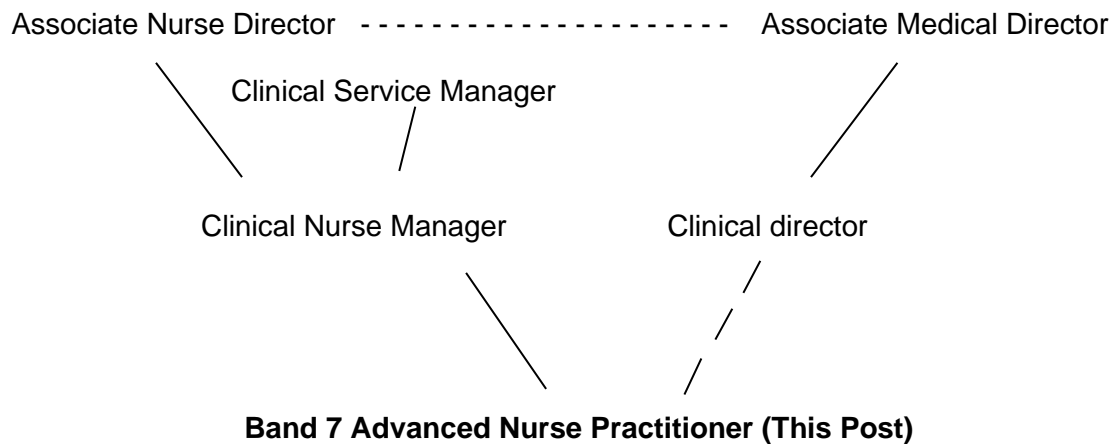 Associate Nurse Director - - - - - - - - - - - - - - - - - - - - - Associate Medical Director
Clinical Service Manager
Clinical Nurse Manager Clinical director
Band 7 Advanced Nurse Practitioner (This Post)